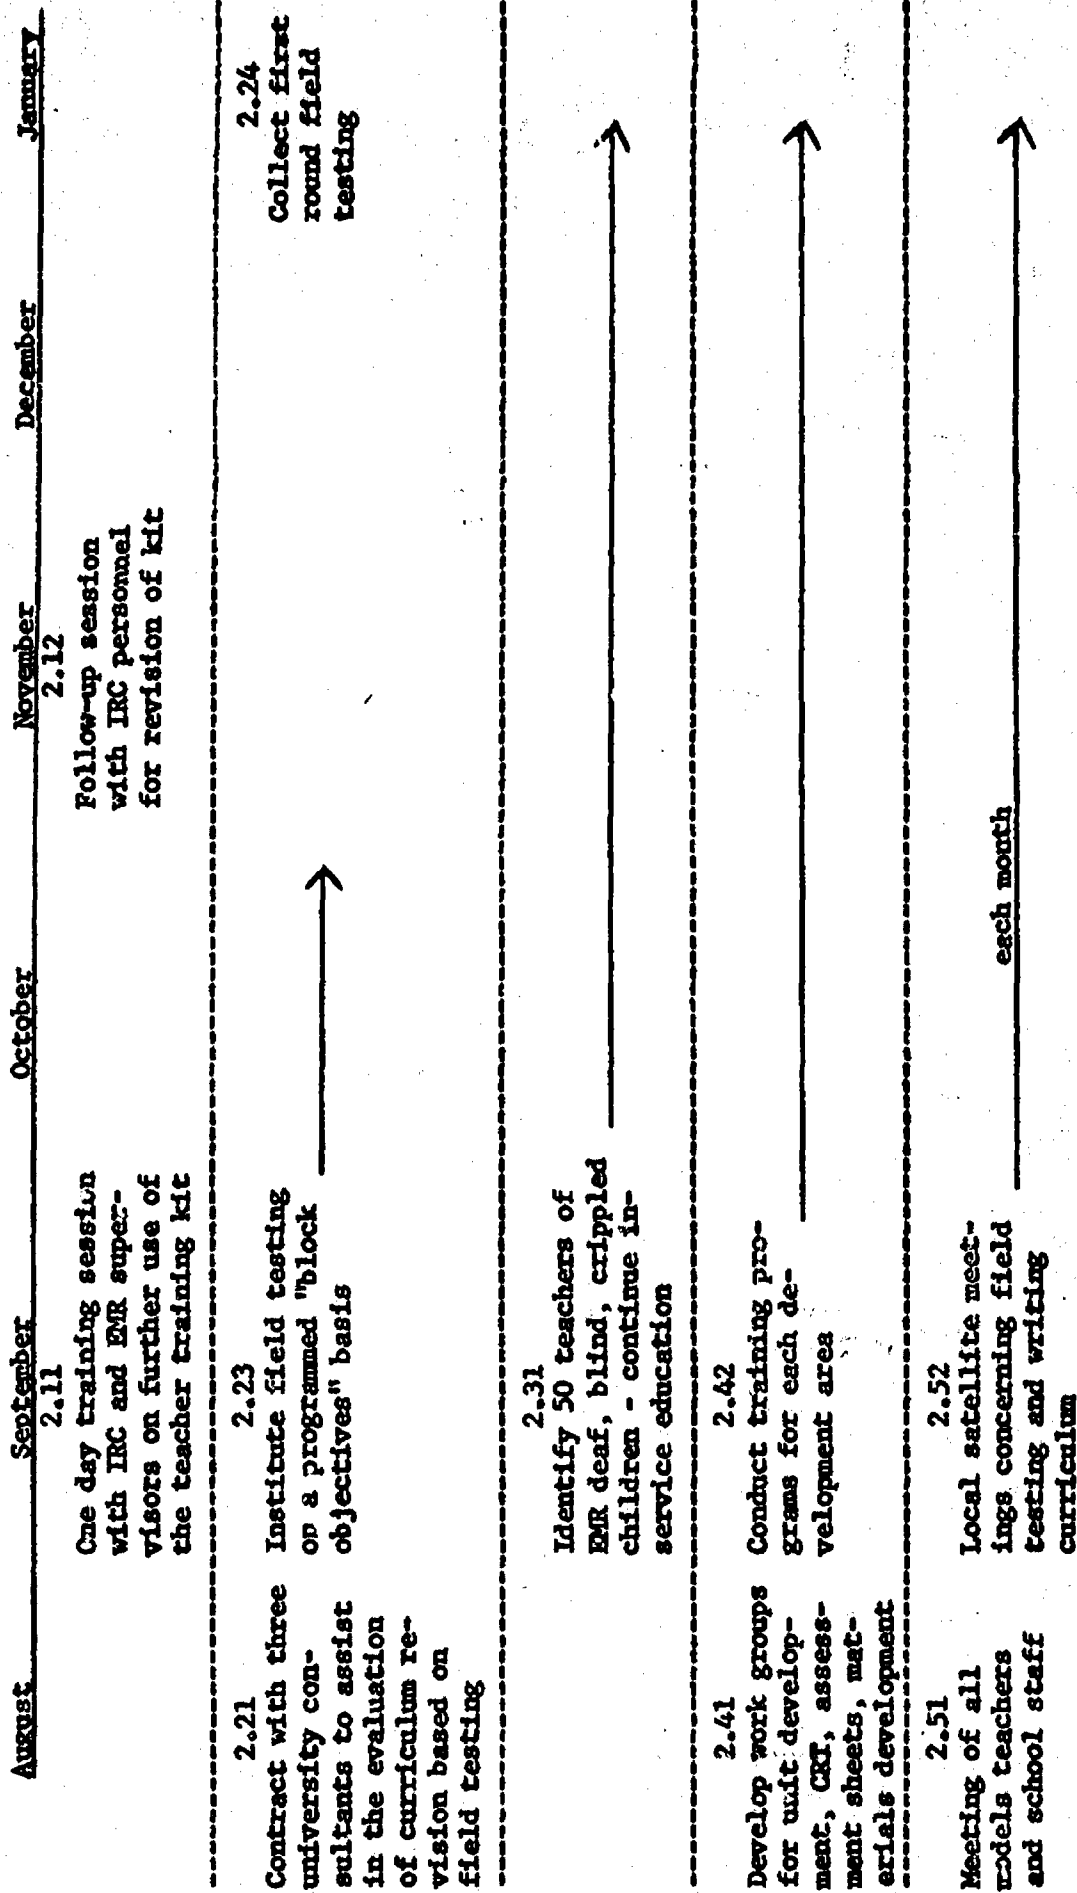 August September October November December January
2.11
One day training session
with IRC and EMR super-
visors on further use of
the teacher training kit
2.12
Follow-up session
with IRC personnel
for revision of kit
2.21
Contract with three
university con-
sultants to assist
in the evaluation
of curriculum re-
vision based on
field testing
2.23
Institute field testing
on a programmed "block
objectives" basis
2.24
Collect first
round field
testing
2.31
Identify 50 teachers of
EMR deaf, blind, crippled
children - continue in-
service education
2.41
Develop work groups
for unit develop-
ment, CRT, assess-
ment sheets, mat-
erials development
2.42
Conduct training pro-
grams for each de-
velopment area
2.51
Meeting of all
models teachers
and school staff
2.52
Local satellite meet-
ings concerning field
testing and writing
curriculum
each month